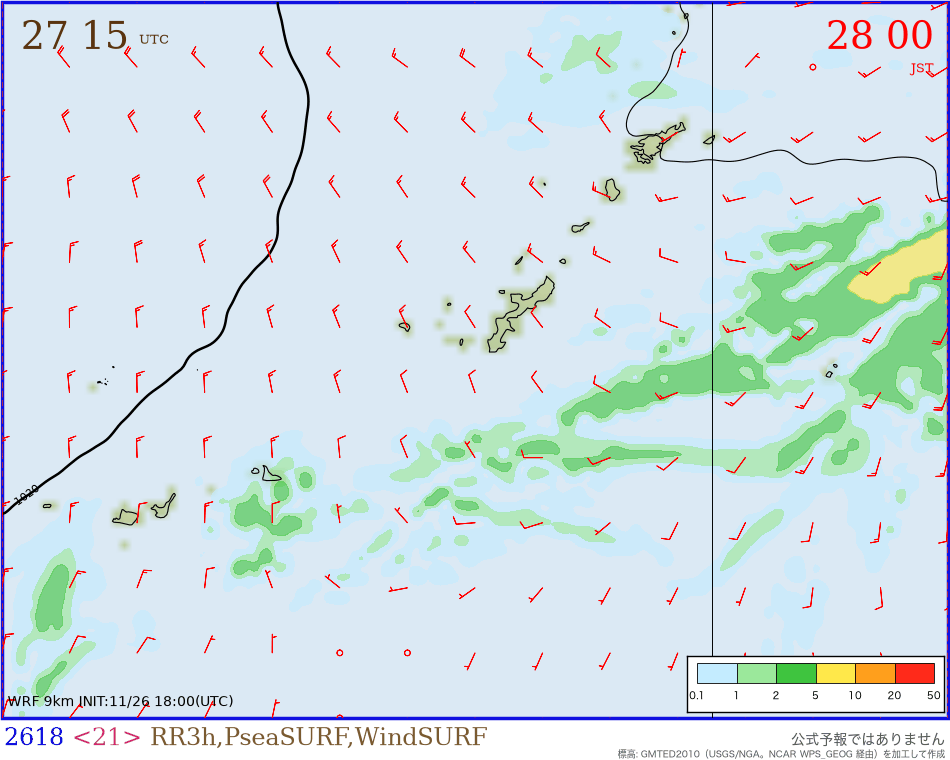 27 15 UTC
28 00
JST
1020
WRF 9km INIT:11/26 18:00(UTC)
0.1 1 2 5 10 20 50
2618 <21> RR3h,PseaSURF,WindSURF
公式予報ではありません
標高: GMTED2010（USGS/NGA。NCAR WPS_GEOG 経由）を加工して作成